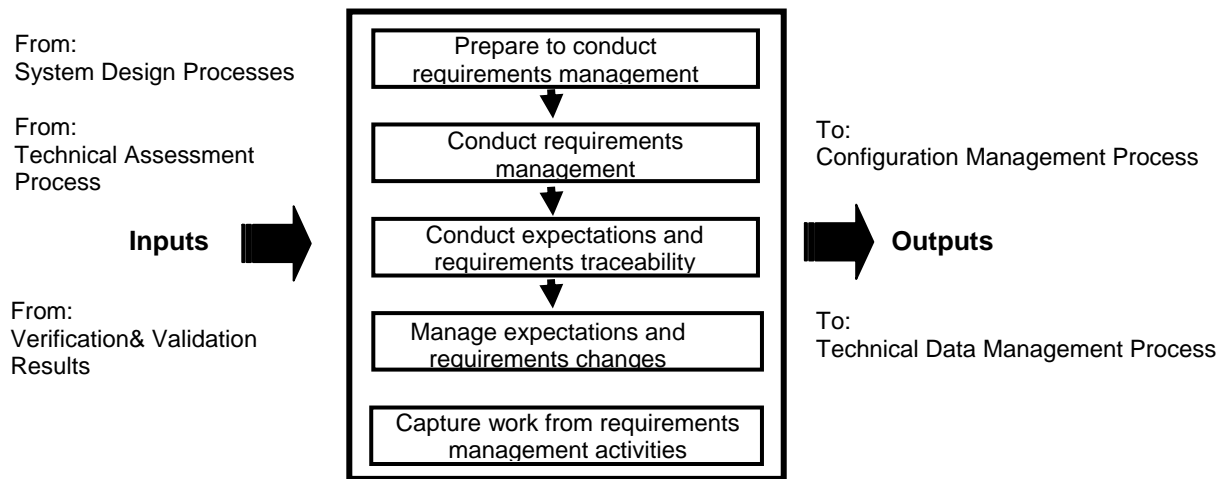 From:
System Design Processes
From:
Technical Assessment
Process
Inputs
From:
Verification& Validation
Results
Prepare to conduct
requirements management
Conduct requirements
management
Conduct expectations and
requirements traceability
Manage expectations and
requirements changes
Capture work from requirements
management activities
To:
Configuration Management Process
Outputs
To:
Technical Data Management Process